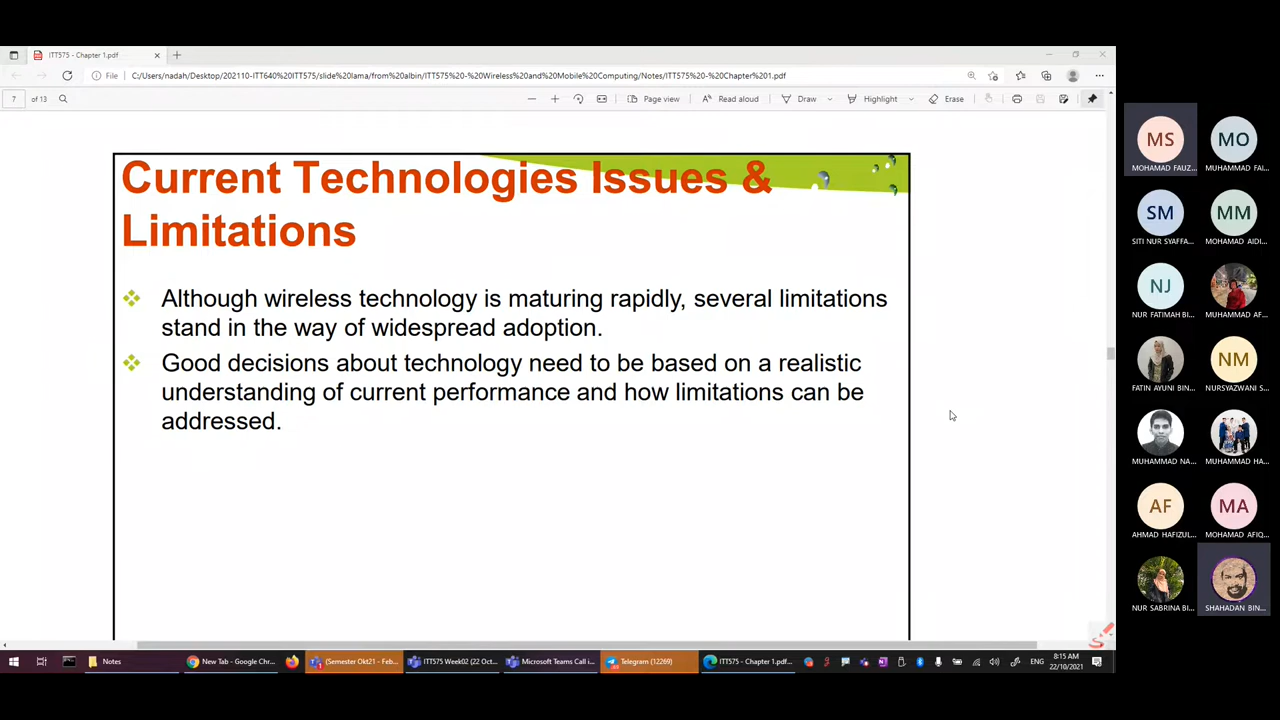 ITT575 - Chapter 1.pdf
File
C:/Users/nadah/Desktop/202110-ITT640%20ITT575/slide%20lama/from%20albin/ITT575%20-%20Wireless%20and%20Mobile%20Computing/Notes/ITT575%20-%20Chapter%201.pdf
7 of 13
Page view
Read aloud
Draw
Highlight
Erase
Current Technologies Issues &
Limitations
Although wireless technology is maturing rapidly, several limitations
stand in the way of widespread adoption.
Good decisions about technology need to be based on a realistic
understanding of current performance and how limitations can be
addressed.
MS
MOHAMAD FAUZ...
MO
MUHAMMAD FAI...
SM
SITI NUR SYAFFA...
MM
MOHAMAD AIDI...
NJ
NUR FATIMAH BI...
MUHAMMAD AF...
FATIN AYUNI BIN...
NM
NURSYAZWANI S...
MUHAMMAD NA...
MUHAMMAD HA...
AF
AHMAD HAFIZUL...
MA
MOHAMAD AFIQ...
NUR SABRINA BI...
SHAHADAN BIN...
Notes
New Tab - Google Chr...
(Semester Okt21 - Feb...
ITT575 Week02 (22 Oct...
Microsoft Teams Call i...
Telegram (12269)
ITT575 - Chapter 1.pdf...
ENG
8:15 AM
22/10/2021